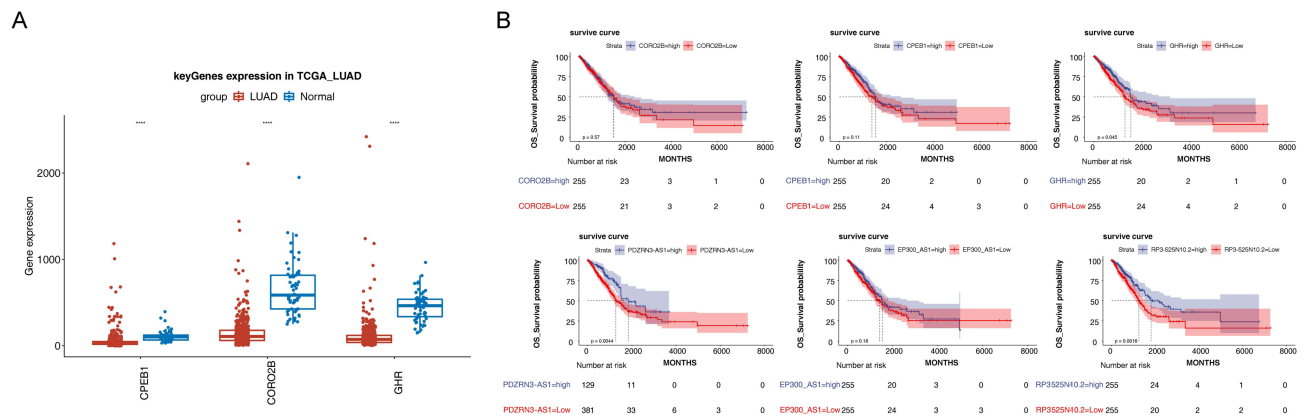 A
keyGenes expression in TCGA_LUAD
group LUAD Normal
**** **** ****
Gene expression
2000
1000
0
CPEB1
CORO2B
GHR
B
survive curve
Strata CORO2B=high CORO2B=Low
OS_Survival probability
100
75
50
25
0
p = 0.57
0 2000 4000 6000 8000
Number at risk MONTHS
CORO2B=high 255 23 3 1 0
CORO2B=Low 255 21 3 2 0
survive curve
Strata CPEB1=high CPEB1=Low
OS_Survival probability
100
75
50
25
0
p = 0.11
0 2000 4000 6000 8000
Number at risk MONTHS
CPEB1=high 255 20 2 0 0
CPEB1=Low 255 24 4 3 0
survive curve
Strata GHR=high GHR=Low
OS_Survival probability
100
75
50
25
0
p = 0.045
0 2000 4000 6000 8000
Number at risk MONTHS
GHR=high 255 20 2 1 0
GHR=Low 255 24 4 2 0
survive curve
Strata PDZRN3-AS1=high PDZRN3-AS1=Low
OS_Survival probability
100
75
50
25
0
p = 0.0044
0 2000 4000 6000 8000
Number at risk MONTHS
PDZRN3-AS1=high 129 11 0 0 0
PDZRN3-AS1=Low 381 33 6 3 0
survive curve
Strata EP300_AS1=high EP300_AS1=Low
OS_Survival probability
100
75
50
25
0
p = 0.18
0 2000 4000 6000 8000
Number at risk MONTHS
EP300_AS1=high 255 20 3 0 0
EP300_AS1=Low 255 24 3 3 0
survive curve
Strata RP3-525N10.2=high RP3-525N10.2=Low
OS_Survival probability
100
75
50
25
0
p = 0.0016
0 2000 4000 6000 8000
Number at risk MONTHS
RP3525N10.2=high 255 24 4 1 0
RP3525N10.2=Low 255 20 2 2 0